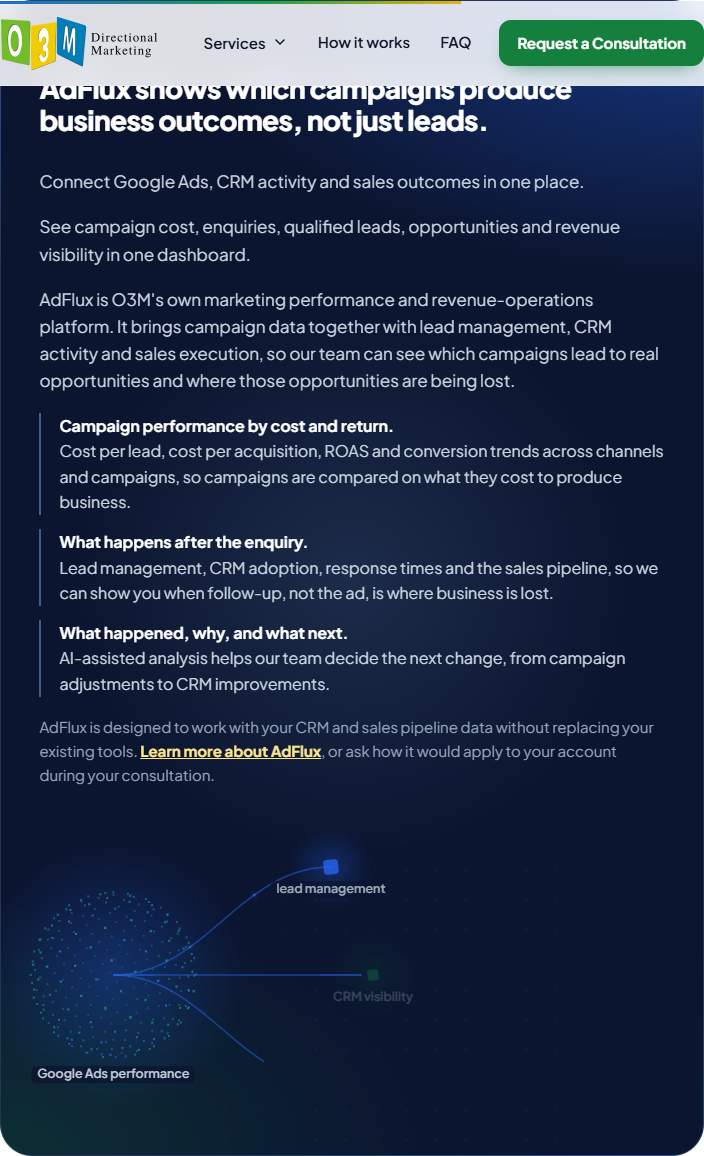 O3M Directional
Marketing
Services
How it works
FAQ
Request a Consultation
AdFlux shows which campaigns produce
business outcomes, not just leads.
Connect Google Ads, CRM activity and sales outcomes in one place.
See campaign cost, enquiries, qualified leads, opportunities and revenue
visibility in one dashboard.
AdFlux is O3M's own marketing performance and revenue-operations
platform. It brings campaign data together with lead management, CRM
activity and sales execution, so our team can see which campaigns lead to real
opportunities and where those opportunities are being lost.
Campaign performance by cost and return.
Cost per lead, cost per acquisition, ROAS and conversion trends across channels
and campaigns, so campaigns are compared on what they cost to produce
business.
What happens after the enquiry.
Lead management, CRM adoption, response times and the sales pipeline, so we
can show you when follow-up, not the ad, is where business is lost.
What happened, why, and what next.
AI-assisted analysis helps our team decide the next change, from campaign
adjustments to CRM improvements.
AdFlux is designed to work with your CRM and sales pipeline data without replacing your
existing tools. Learn more about AdFlux, or ask how it would apply to your account
during your consultation.
lead management
CRM visibility
Google Ads performance